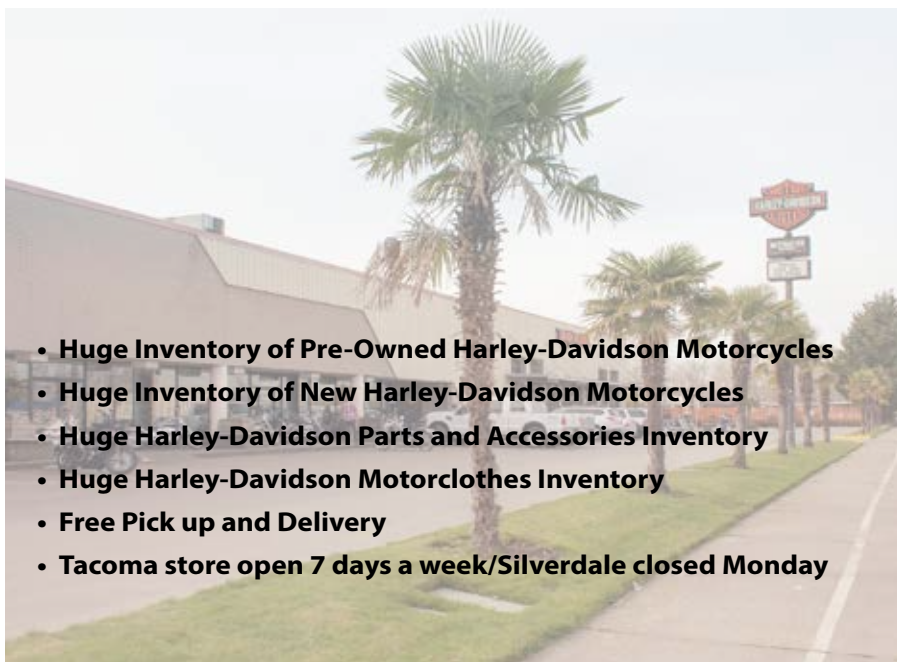 HARLEY-DAVIDSON
• Huge Inventory of Pre-Owned Harley-Davidson Motorcycles
• Huge Inventory of New Harley-Davidson Motorcycles
• Huge Harley-Davidson Parts and Accessories Inventory
• Huge Harley-Davidson Motorclothes Inventory
• Free Pick up and Delivery
• Tacoma store open 7 days a week/Silverdale closed Monday